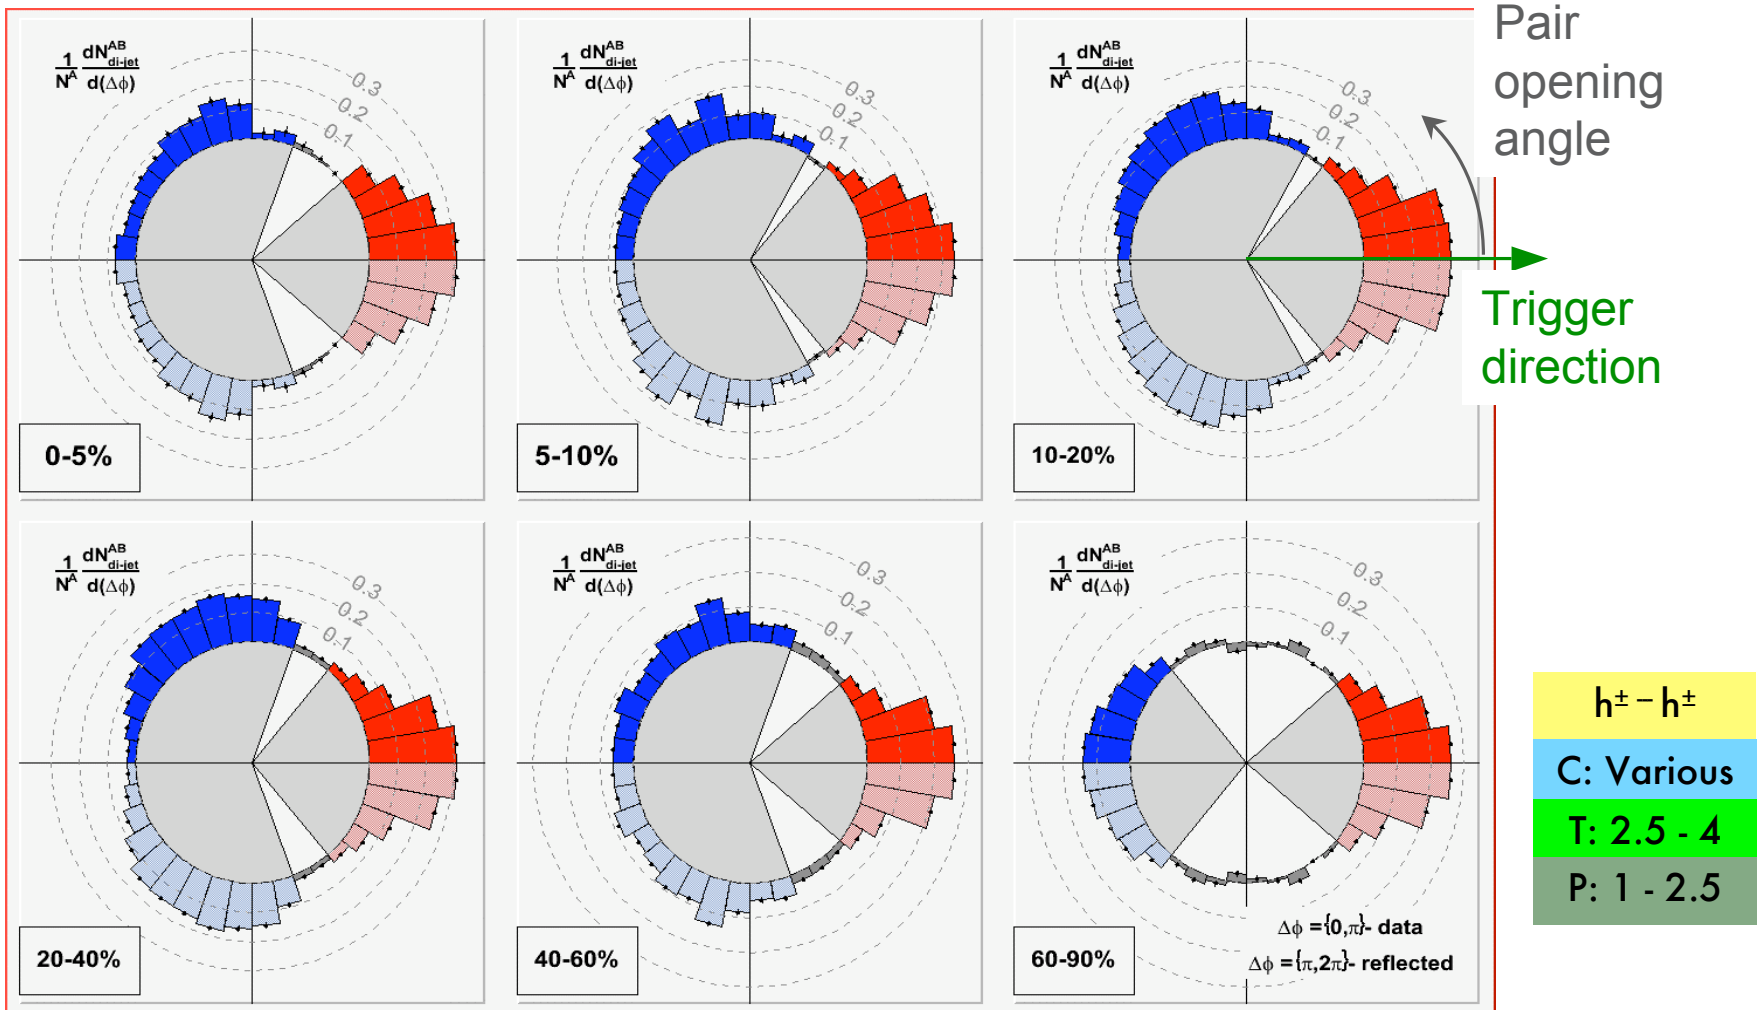 1/N^A dN^AB_di-jet/d(Δϕ)
0.3
0.2
0.1
0-5%
1/N^A dN^AB_di-jet/d(Δϕ)
0.3
0.2
0.1
5-10%
1/N^A dN^AB_di-jet/d(Δϕ)
0.3
0.2
0.1
10-20%
Pair
opening
angle
Trigger
direction
1/N^A dN^AB_di-jet/d(Δϕ)
0.3
0.2
0.1
20-40%
1/N^A dN^AB_di-jet/d(Δϕ)
0.3
0.2
0.1
40-60%
1/N^A dN^AB_di-jet/d(Δϕ)
0.3
0.2
0.1
60-90%
Δϕ ={0,π}- data
Δϕ ={π,2π}- reflected
h± – h±
C: Various
T: 2.5 - 4
P: 1 - 2.5